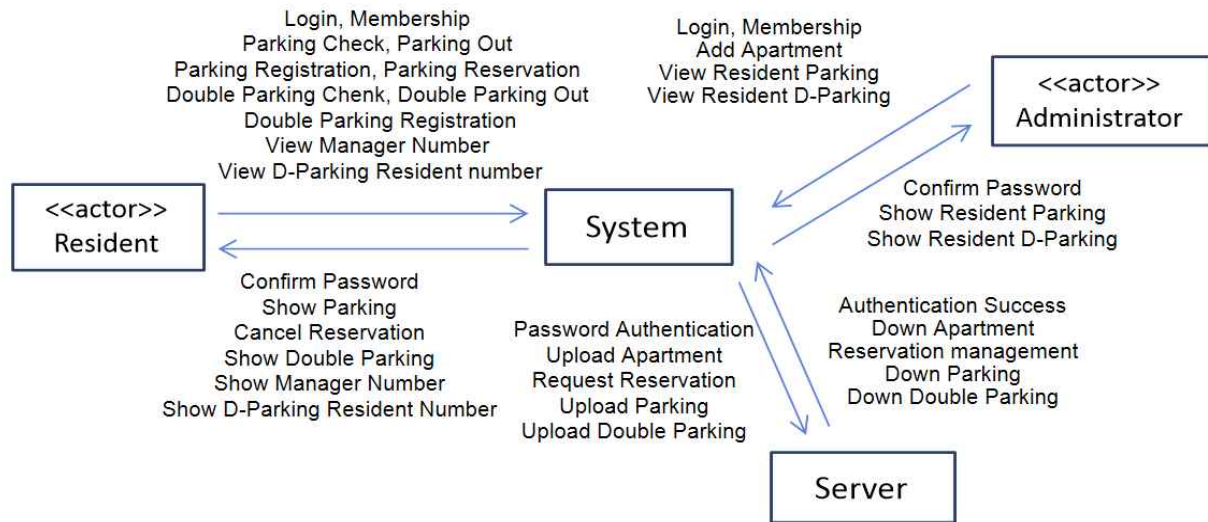 Login, Membership
Parking Check, Parking Out
Parking Registration, Parking Reservation
Double Parking Chenk, Double Parking Out
Double Parking Registration
View Manager Number
View D-Parking Resident number
Login, Membership
Add Apartment
View Resident Parking
View Resident D-Parking
<<actor>>
Administrator
<<actor>>
Resident
System
Confirm Password
Show Resident Parking
Show Resident D-Parking
Confirm Password
Show Parking
Cancel Reservation
Show Double Parking
Show Manager Number
Show D-Parking Resident Number
Password Authentication
Upload Apartment
Request Reservation
Upload Parking
Upload Double Parking
Authentication Success
Down Apartment
Reservation management
Down Parking
Down Double Parking
Server